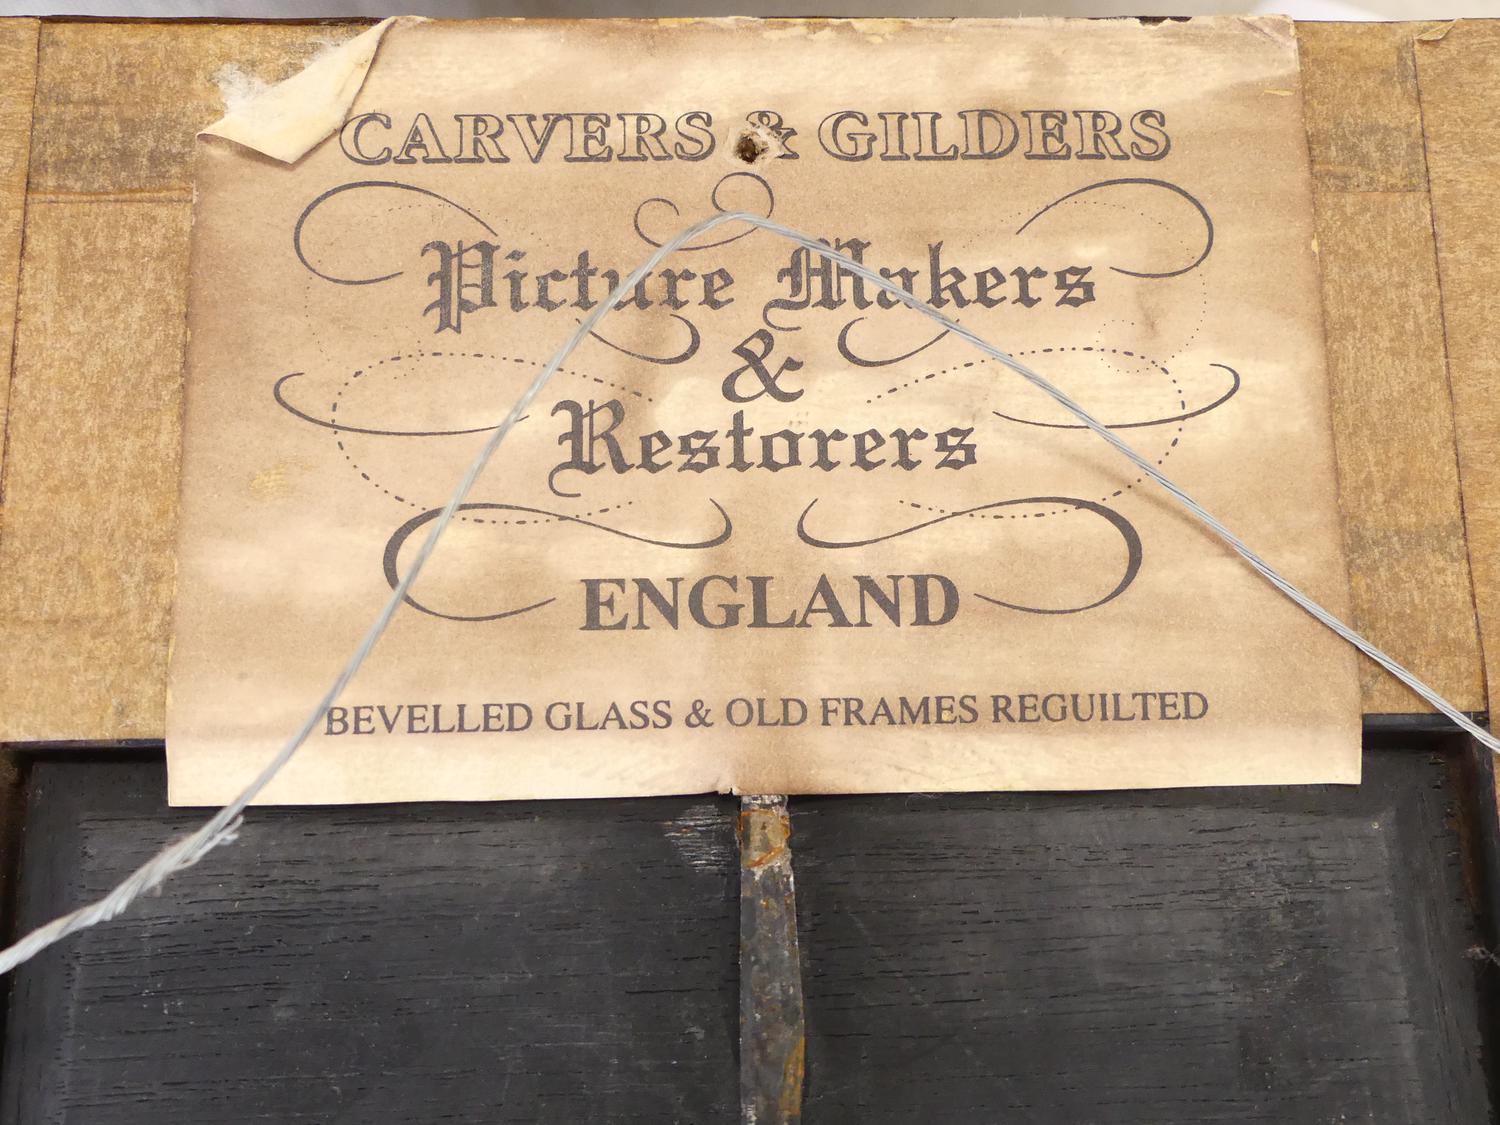 CARVERS & GILDERS
Picture Makers
&
Restorers
ENGLAND
BEVELLED GLASS & OLD FRAMES REGUILTED